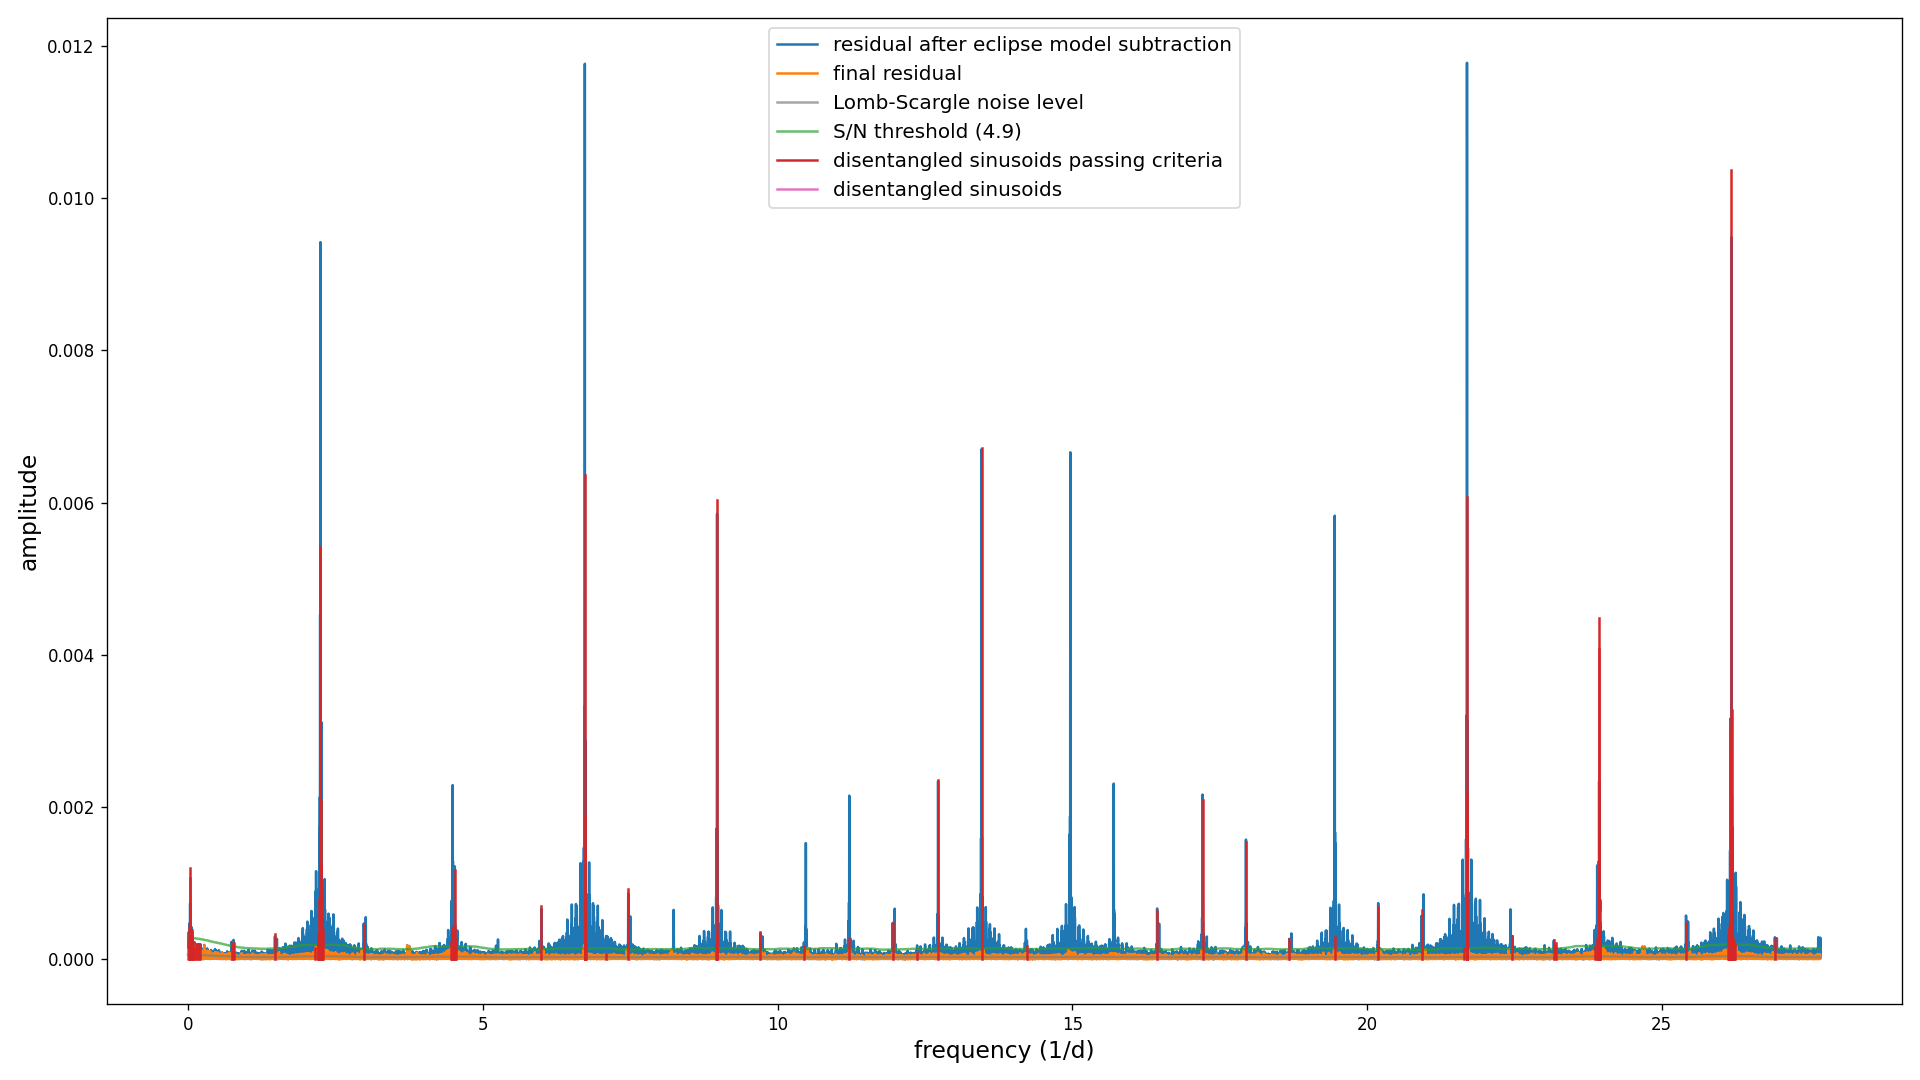 residual after eclipse model subtraction
final residual
Lomb-Scargle noise level
S/N threshold (4.9)
disentangled sinusoids passing criteria
disentangled sinusoids
0.012
0.010
0.008
0.006
0.004
0.002
0.000
amplitude
0 5 10 15 20 25
frequency (1/d)